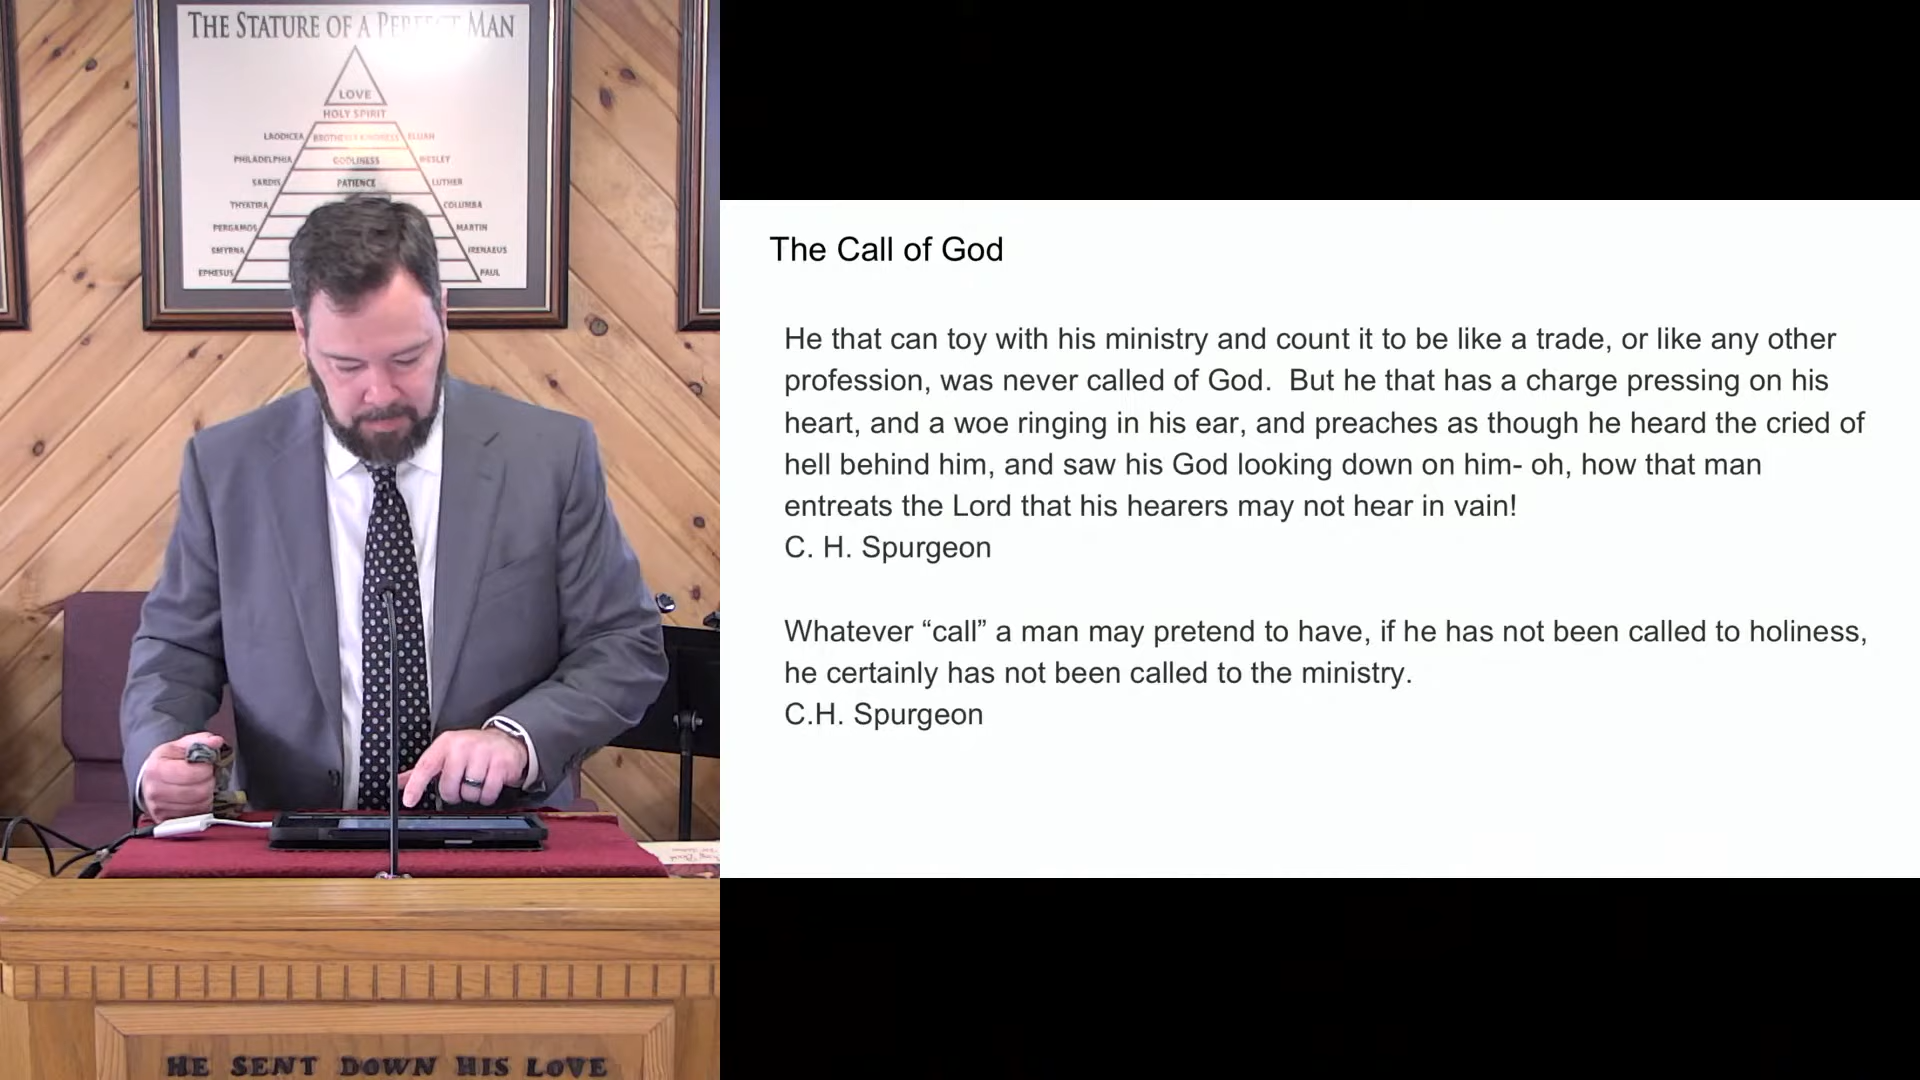 THE STATURE OF A PERFECT MAN
LOVE
HOLY SPIRIT
LAODICEA BROTHERLY KINDNESS ELIJAH
PHILADELPHIA GODLINESS WESLEY
SARDIS PATIENCE LUTHER
THYATIRA COLUMBA
PERGAMOS MARTIN
SMYRNA IRENAEUS
EPHESUS PAUL
HE SENT DOWN HIS LOVE
The Call of God
He that can toy with his ministry and count it to be like a trade, or like any other
profession, was never called of God.  But he that has a charge pressing on his
heart, and a woe ringing in his ear, and preaches as though he heard the cried of
hell behind him, and saw his God looking down on him- oh, how that man
entreats the Lord that his hearers may not hear in vain!
C. H. Spurgeon
Whatever “call” a man may pretend to have, if he has not been called to holiness,
he certainly has not been called to the ministry.
C.H. Spurgeon